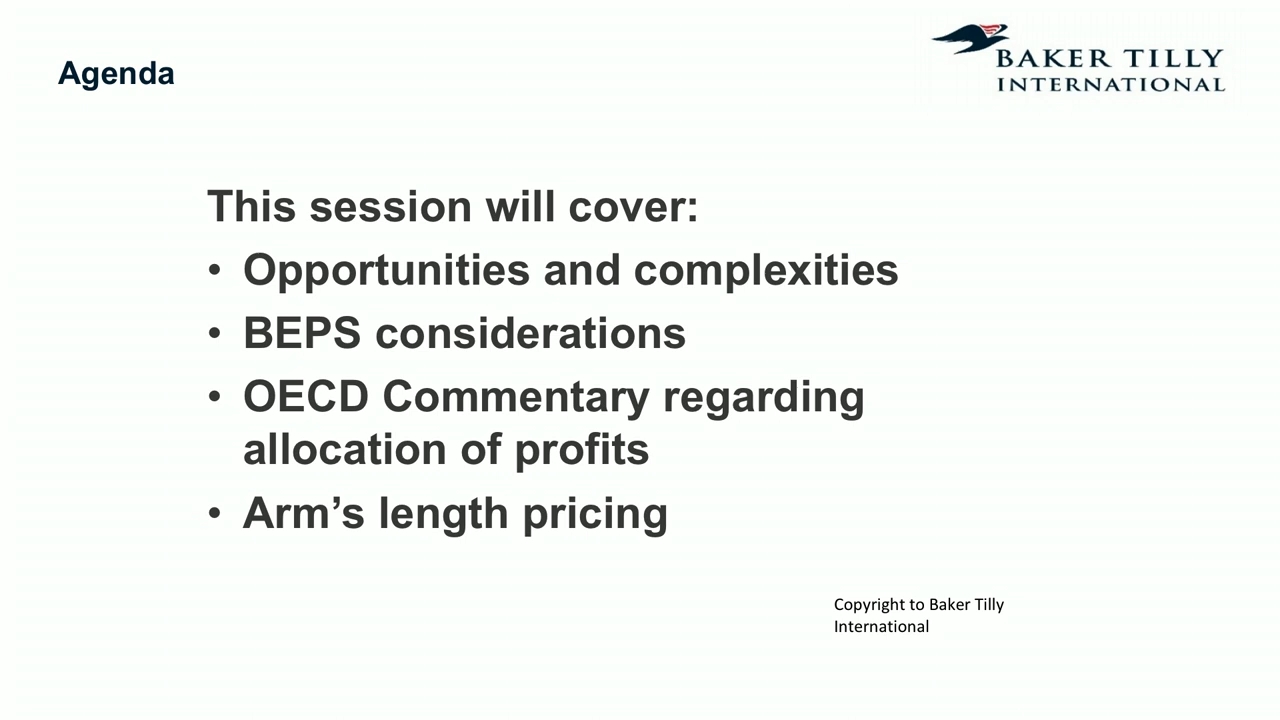 Agenda
BAKER TILLY
INTERNATIONAL
This session will cover:
• Opportunities and complexities
• BEPS considerations
• OECD Commentary regarding
allocation of profits
• Arm’s length pricing
Copyright to Baker Tilly
International